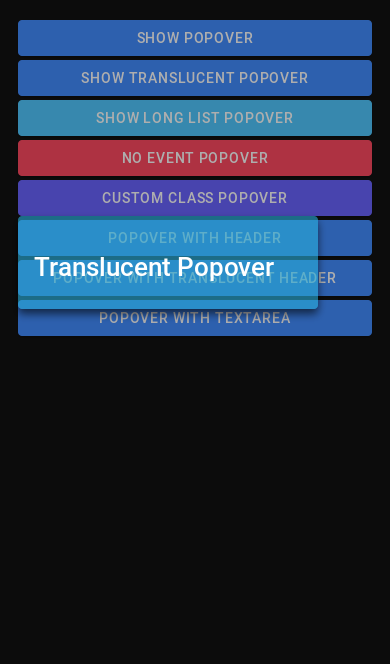 SHOW POPOVER
SHOW TRANSLUCENT POPOVER
SHOW LONG LIST POPOVER
NO EVENT POPOVER
CUSTOM CLASS POPOVER
POPOVER WITH HEADER
Translucent Popover
POPOVER WITH TRANSLUCENT HEADER
POPOVER WITH TEXTAREA